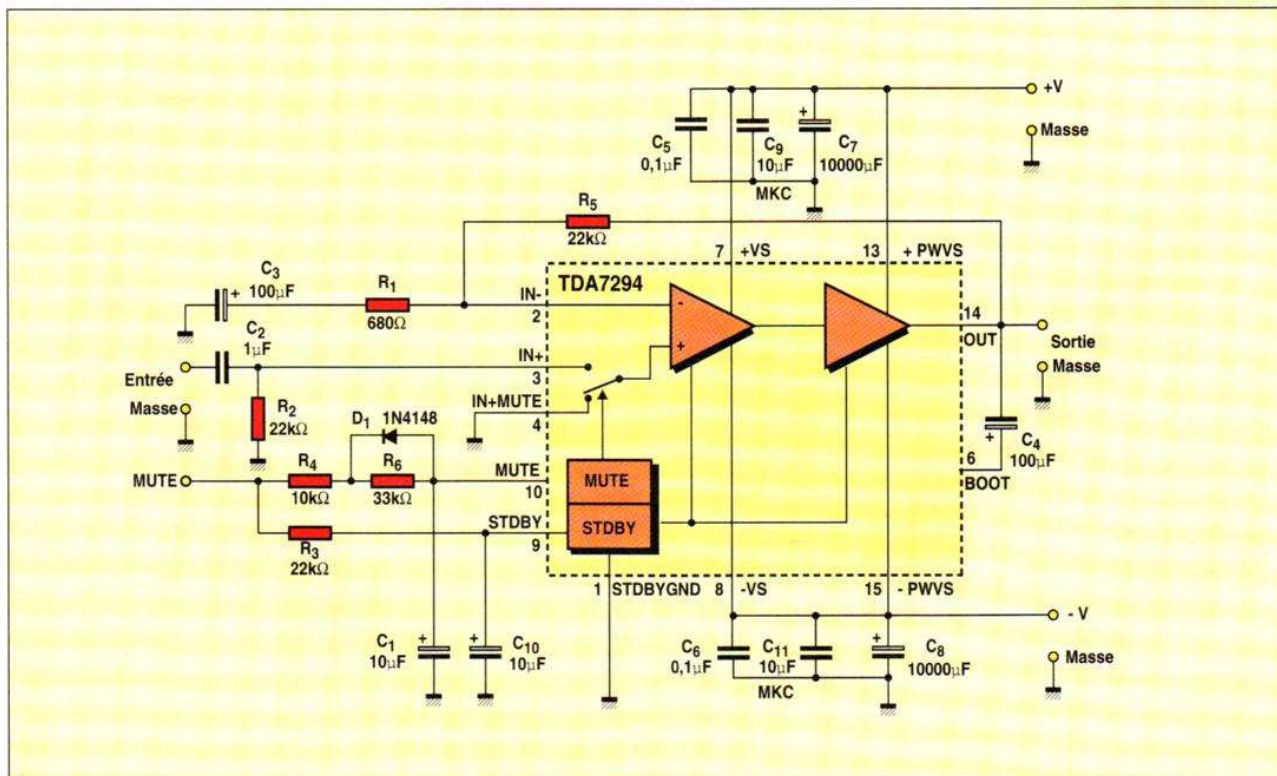 +V
Masse
C5
0,1µF
C9
10µF
C7
10000µF
+
MKC
R5
22kΩ
7 +VS
13 + PWVS
TDA7294
C3
100µF
+
R1
680Ω
IN-
2
-
+
14
OUT
Sortie
Masse
C2
1µF
Entrée
Masse
IN+
3
IN+MUTE
4
R2
22kΩ
D1 1N4148
C4
100µF
+
6
BOOT
MUTE
R4
10kΩ
R6
33kΩ
MUTE
10
MUTE
STDBY
STDBY
9
R3
22kΩ
1 STDBYGND
8 -VS
15 - PWVS
- V
Masse
C1
10µF
+
C10
10µF
+
C6
0,1µF
C11
10µF
C8
10000µF
+
MKC